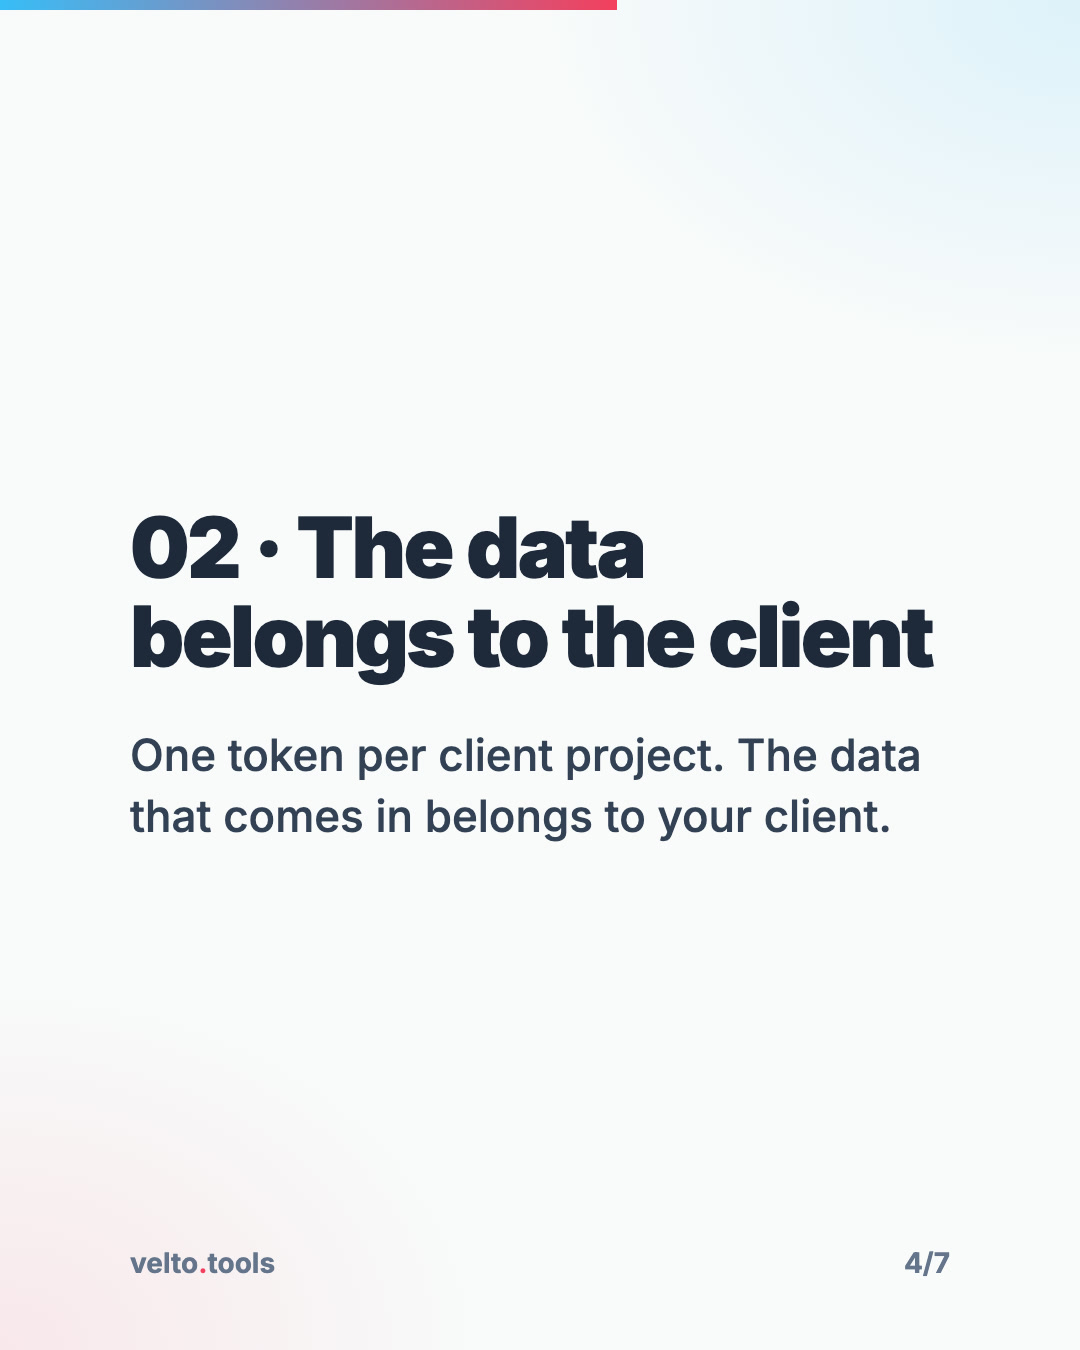 02 · The data
belongs to the client
One token per client project. The data
that comes in belongs to your client.
velto.tools
4/7